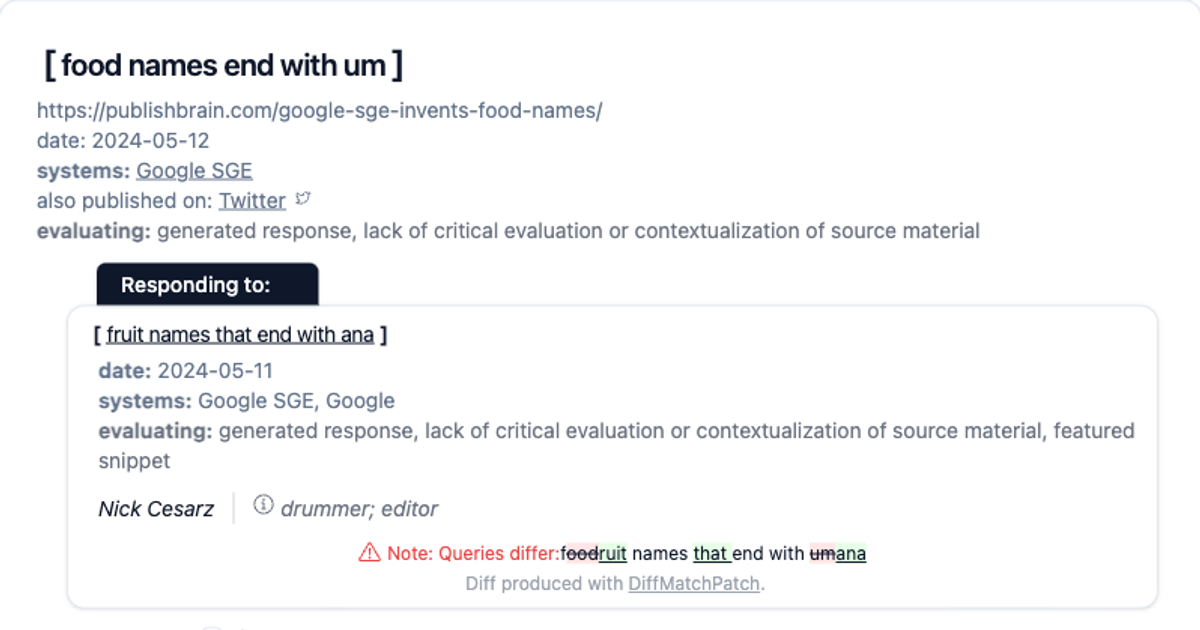 [ food names end with um ]
https://publishbrain.com/google-sge-invents-food-names/
date: 2024-05-12
systems: Google SGE
also published on: Twitter
evaluating: generated response, lack of critical evaluation or contextualization of source material
Responding to:
[ fruit names that end with ana ]
date: 2024-05-11
systems: Google SGE, Google
evaluating: generated response, lack of critical evaluation or contextualization of source material, featured
snippet
Nick Cesarz drummer; editor
Note: Queries differ:foodruit names that end with umana
Diff produced with DiffMatchPatch.